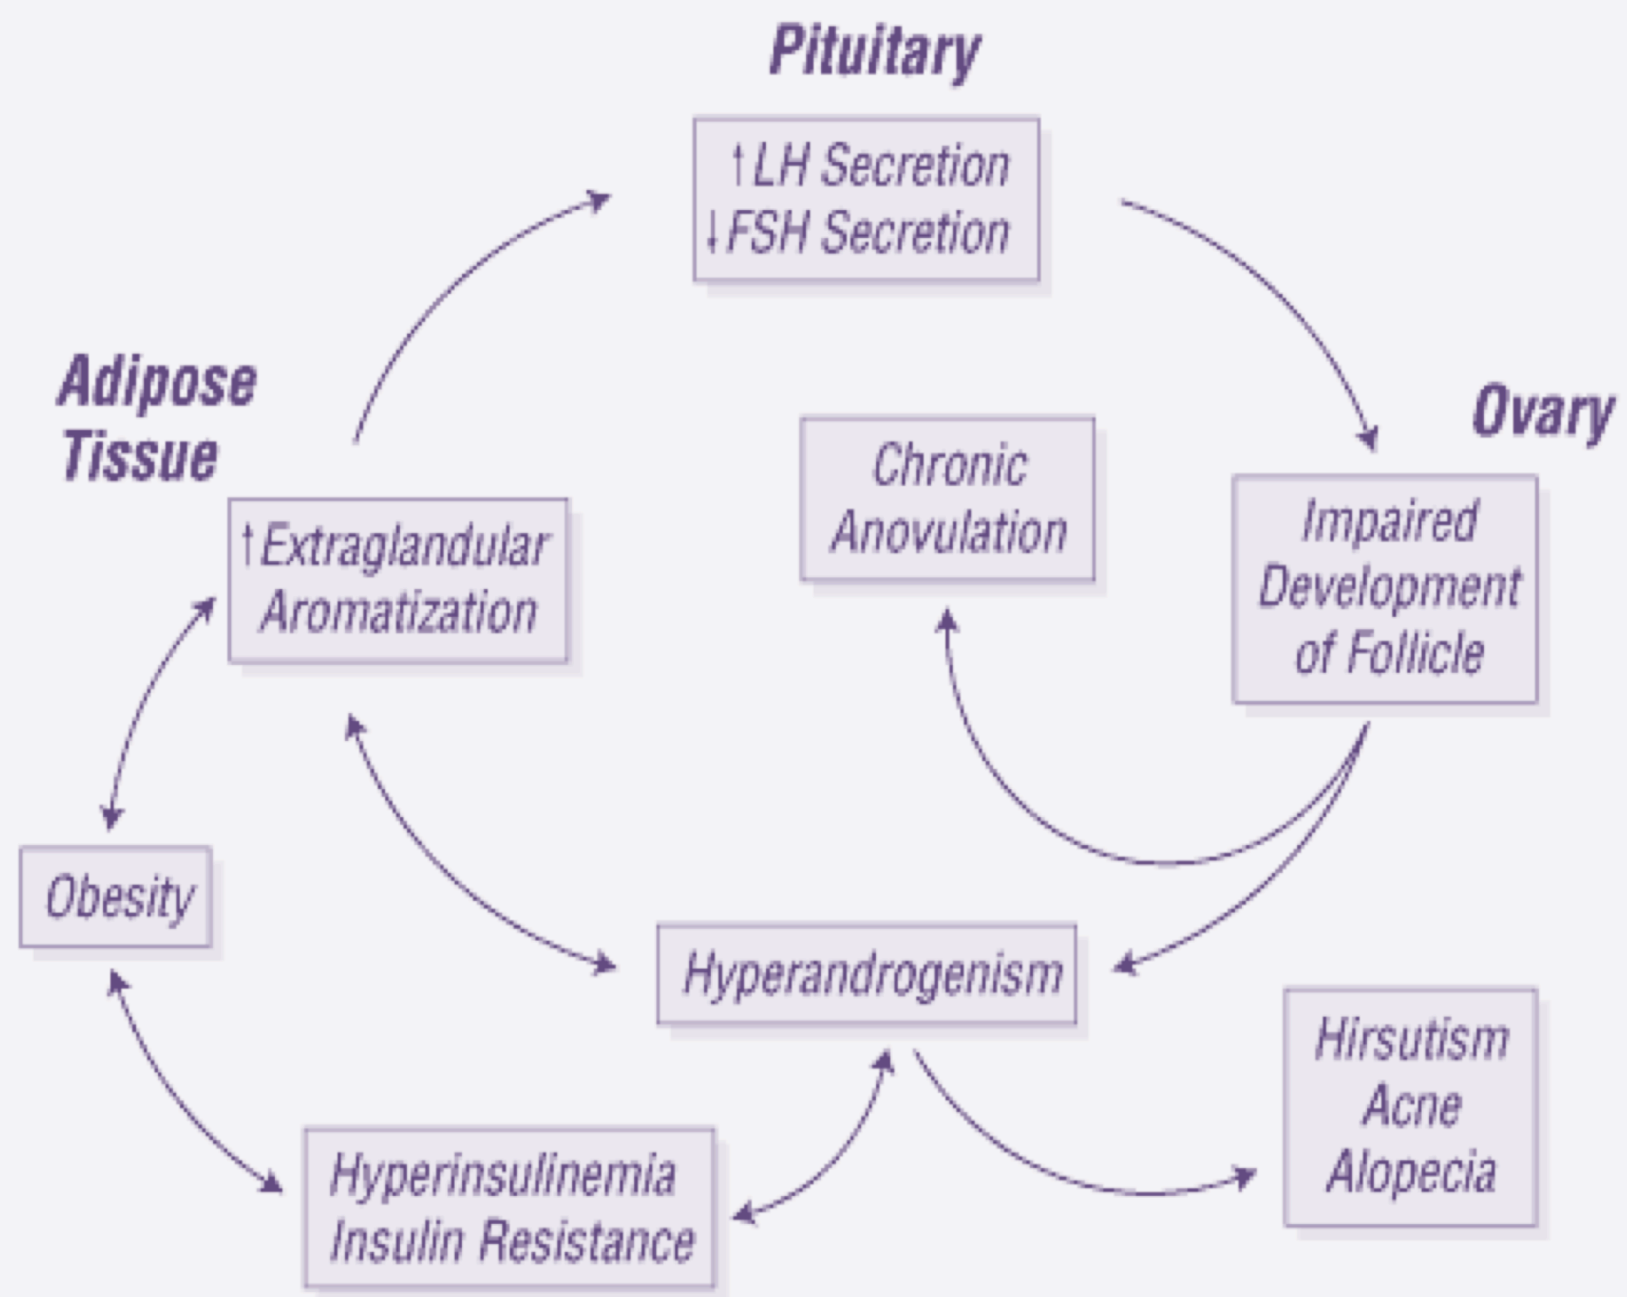 Pituitary
↑LH Secretion
↓FSH Secretion
Adipose
Tissue
Ovary
Chronic
Anovulation
Impaired
Development
of Follicle
↑Extraglandular
Aromatization
Obesity
Hyperandrogenism
Hirsutism
Acne
Alopecia
Hyperinsulinemia
Insulin Resistance